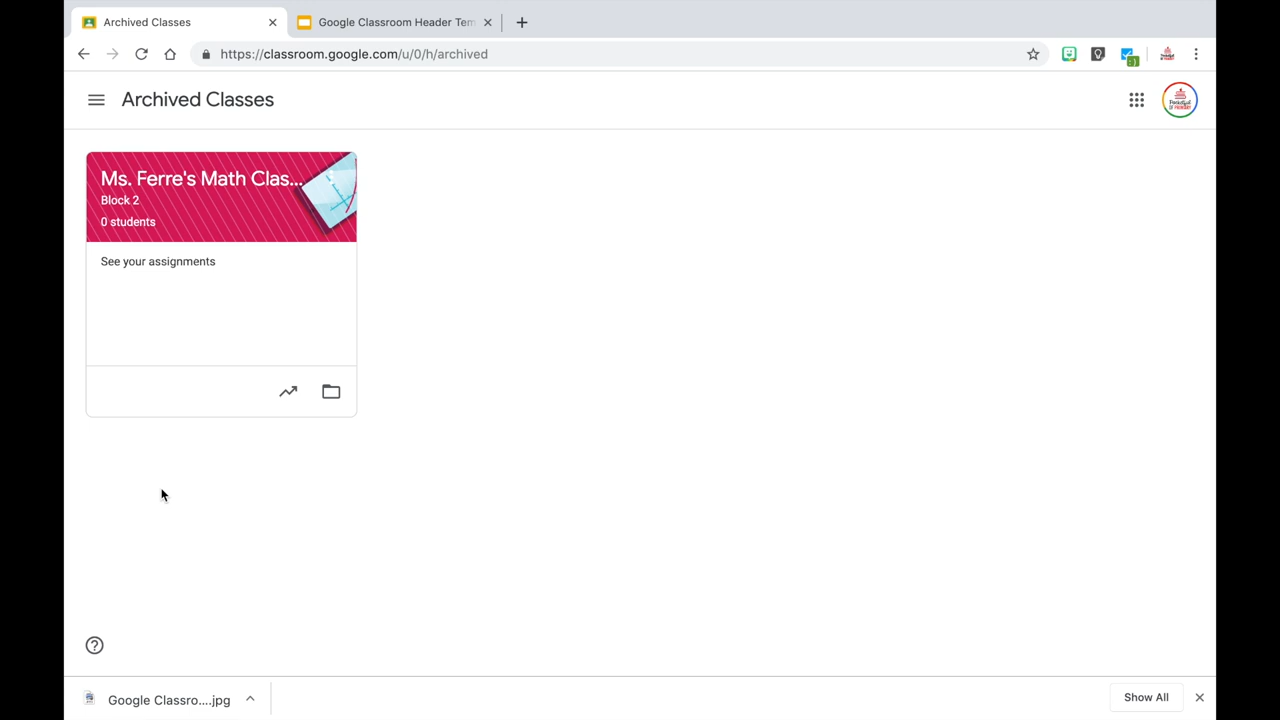 Archived Classes
Google Classroom Header Tem
https://classroom.google.com/u/0/h/archived
Archived Classes
Ms. Ferre's Math Clas...
Block 2
0 students
See your assignments
Google Classro....jpg
Show All